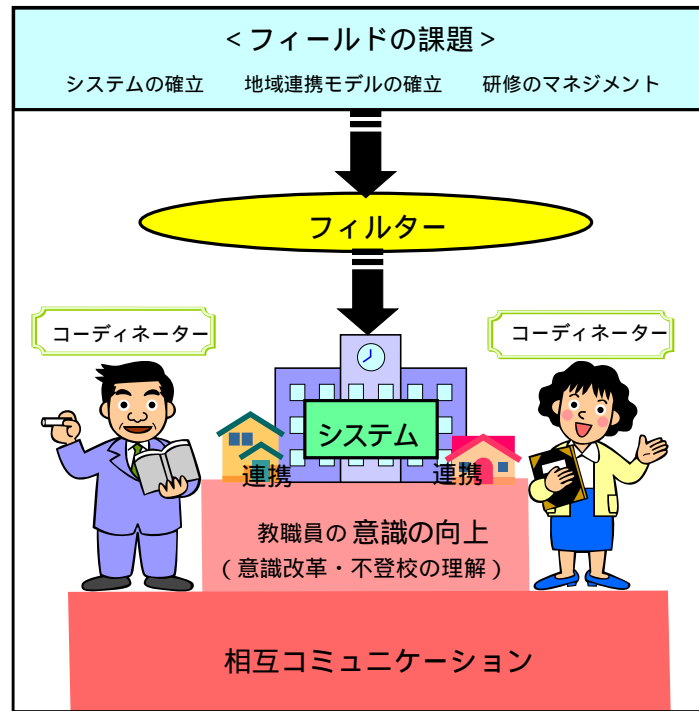 <フィールドの課題>
システムの確立　地域連携モデルの確立　研修のマネジメント
フィルター
コーディネーター
コーディネーター
システム
連携
連携
教職員の 意識の向上
(意識改革・不登校の理解)
相互コミュニケーション